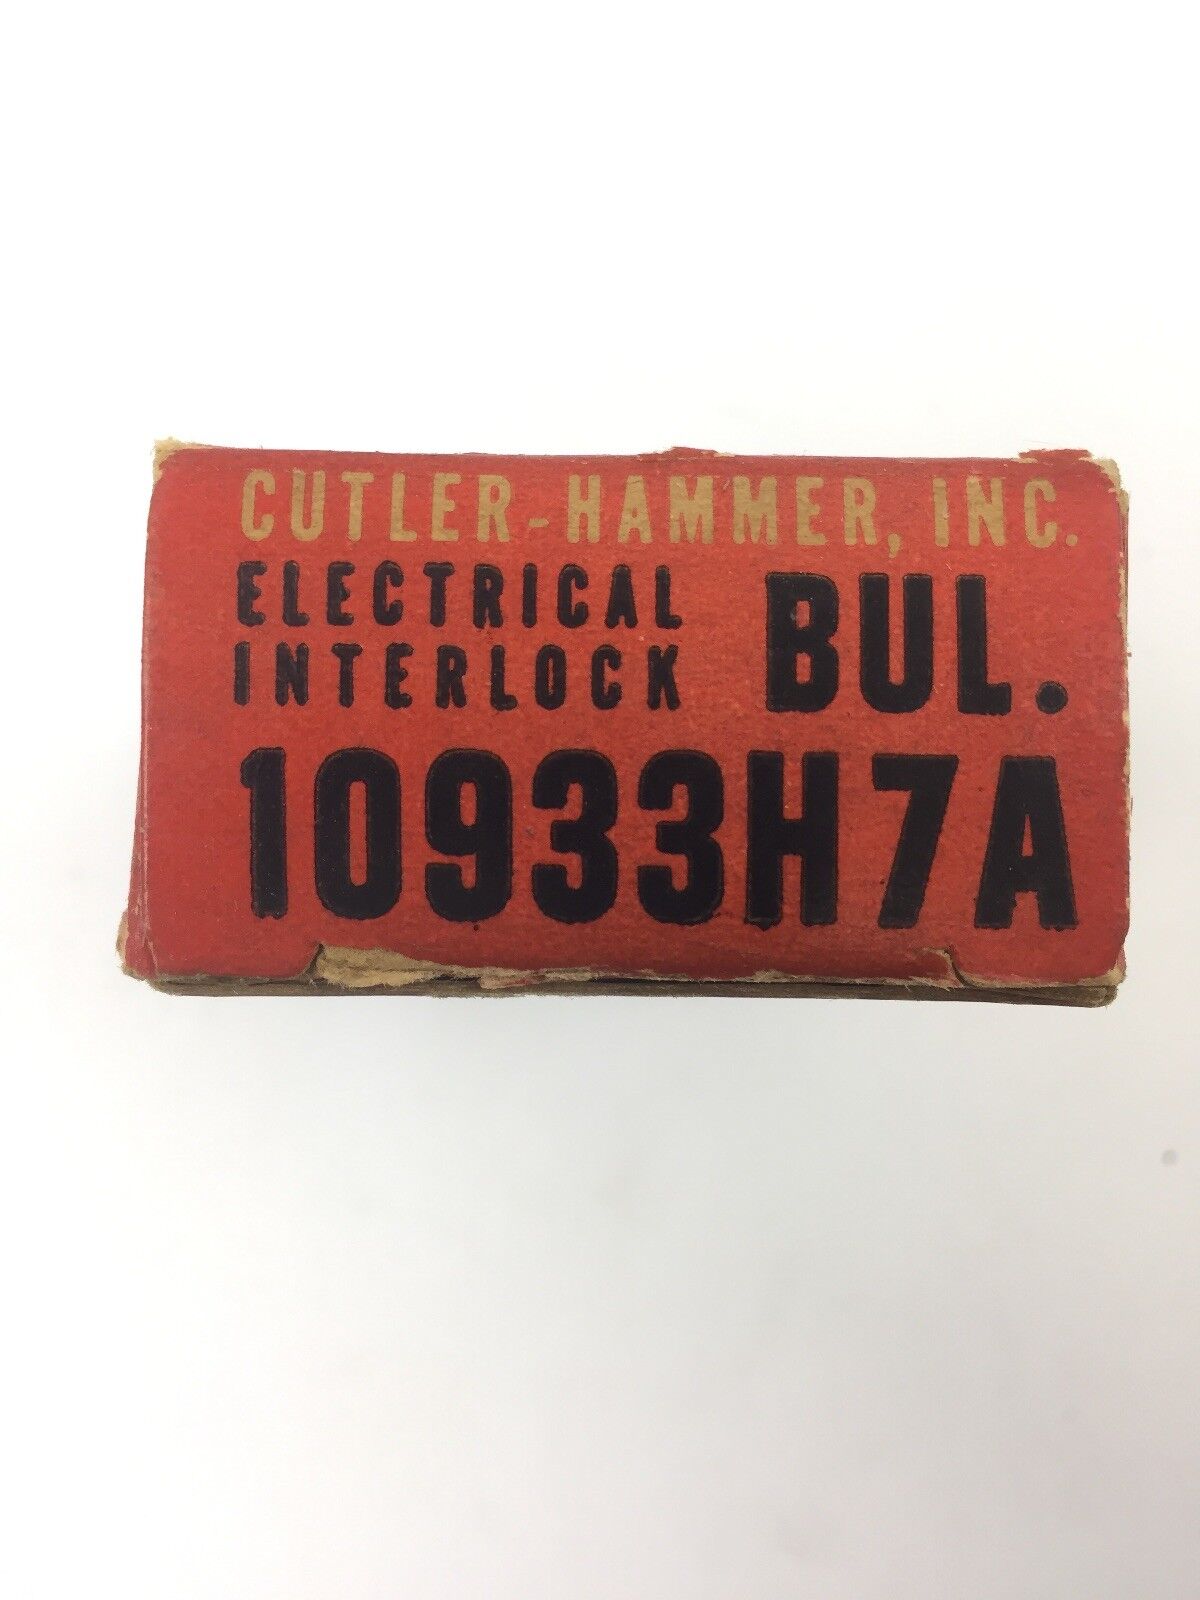 CUTLER-HAMMER, INC.
ELECTRICAL
INTERLOCK
BUL.
10933H7A